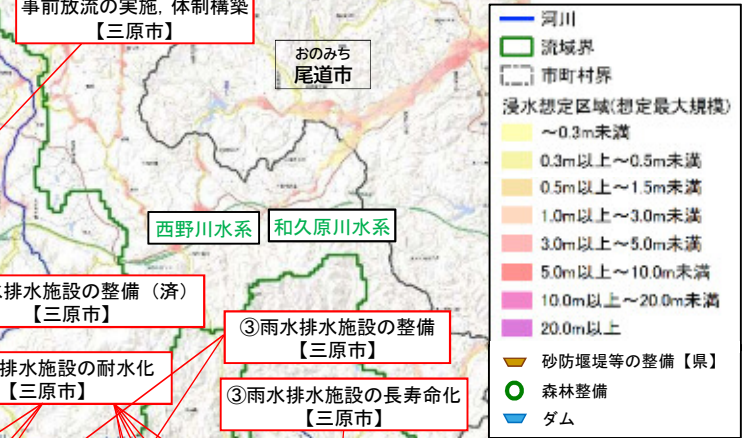 事前放流の実施，体制構築
【三原市】
おのみち
尾道市
西野川水系
和久原川水系
水排水施設の整備（済）
【三原市】
排水施設の耐水化
【三原市】
③雨水排水施設の整備
【三原市】
③雨水排水施設の長寿命化
【三原市】
河川
流域界
市町村界
浸水想定区域(想定最大規模)
～0.3m未満
0.3m以上～0.5m未満
0.5m以上～1.5m未満
1.0m以上～3.0m未満
3.0m以上～5.0m未満
5.0m以上～10.0m未満
10.0m以上～20.0m未満
20.0m以上
砂防堰堤等の整備【県】
森林整備
ダム